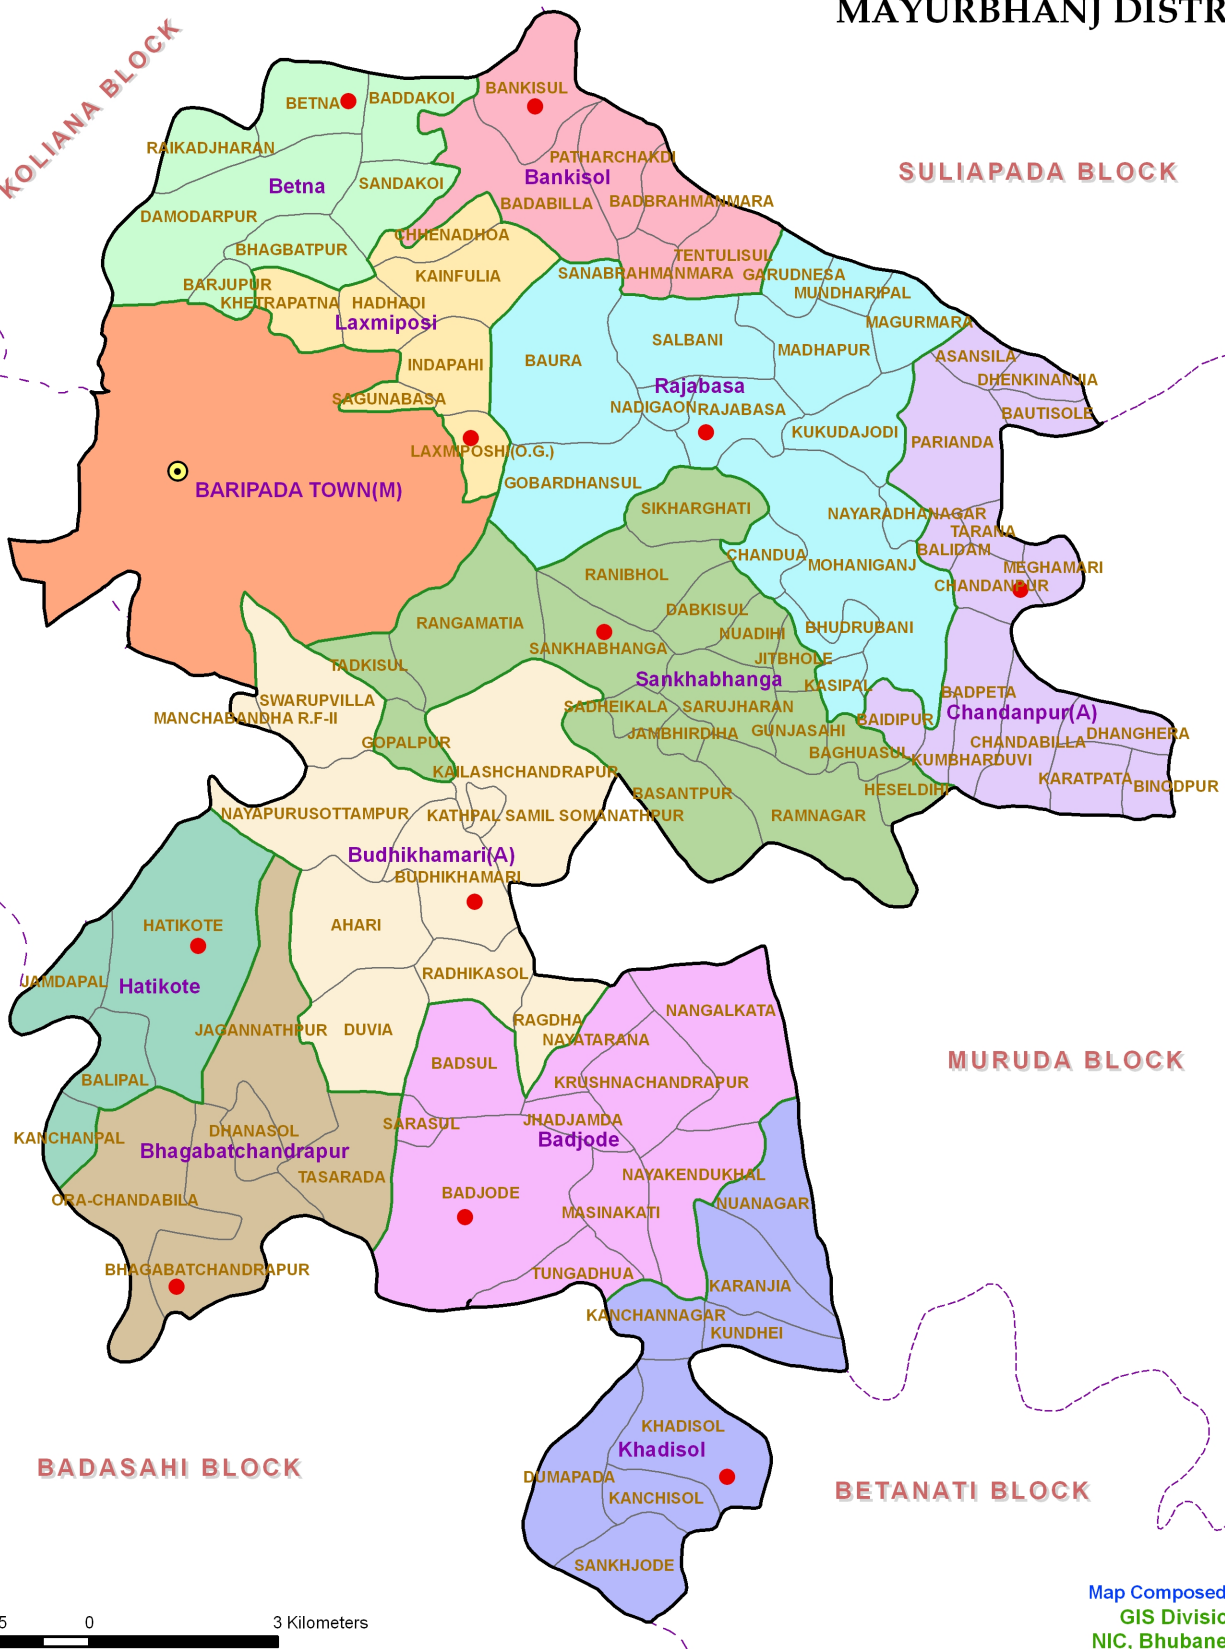 MAYURBHANJ DISTR
KOLIANA BLOCK
BANKISUL
BETNA
BADDAKOI
RAIKADJHARAN
PATHARCHAKDI
SULIAPADA BLOCK
Bankisol
Betna
SANDAKOI
BADABILLA
BADBRAHMANMARA
DAMODARPUR
CHHENADHOA
BHAGBATPUR
TENTULISUL
KAINFULIA
SANABRAHMANMARA
GARUDNESA
BARJUPUR
MUNDHARIPAL
KHETRAPATNA
HADHADI
Laxmiposi
MAGURMARA
SALBANI
MADHAPUR
ASANSILA
BAURA
INDAPAHI
DHENKINANJIA
Rajabasa
SAGUNABASA
NADIGAON
RAJABASA
BAUTISOLE
KUKUDAJODI
PARIANDA
LAXMIPOSHI(O.G.)
GOBARDHANSUL
BARIPADA TOWN(M)
SIKHARGHATI
NAYARADHANAGAR
TARANA
BALIDAM
CHANDUA
MOHANIGANJ
MEGHAMARI
RANIBHOL
CHANDANPUR
DABKISUL
RANGAMATIA
BHUDRUBANI
NUADIHI
SANKHABHANGA
JITBHOLE
TADKISUL
Sankhabhanga
KASIPAL
BADPETA
SWARUPVILLA
SADHEIKALA
SARUJHARAN
Chandanpur(A)
MANCHABANDHA R.F-II
BAIDIPUR
JAMBHIRDIHA
GUNJASAHI
DHANGHERA
GOPALPUR
CHANDABILLA
BAGHUASUL
KUMBHARDUVI
KAILASHCHANDRAPUR
KARATPATA
BINODPUR
BASANTPUR
HESELDIHI
NAYAPURUSOTTAMPUR
KATHPAL
SAMIL SOMANATHPUR
RAMNAGAR
Budhikhamari(A)
BUDHIKHAMARI
HATIKOTE
AHARI
RADHIKASOL
JAMDAPAL
Hatikote
NANGALKATA
RAGDHA
JAGANNATHPUR
DUVIA
NAYATARANA
MURUDA BLOCK
BADSUL
BALIPAL
KRUSHNACHANDRAPUR
SARASUL
JHADJAMDA
DHANASOL
KANCHANPAL
Badjode
Bhagabatchandrapur
TASARADA
NAYAKENDUKHAL
BADJODE
ORA-CHANDABILA
NUANAGAR
MASINAKATI
BHAGABATCHANDRAPUR
TUNGADHUA
KARANJIA
KANCHANNAGAR
KUNDHEI
KHADISOL
Khadisol
BADASAHI BLOCK
DUMAPADA
BETANATI BLOCK
KANCHISOL
SANKHJODE
Map Composed
GIS Divisio
NIC, Bhubane
5 0 3 Kilometers